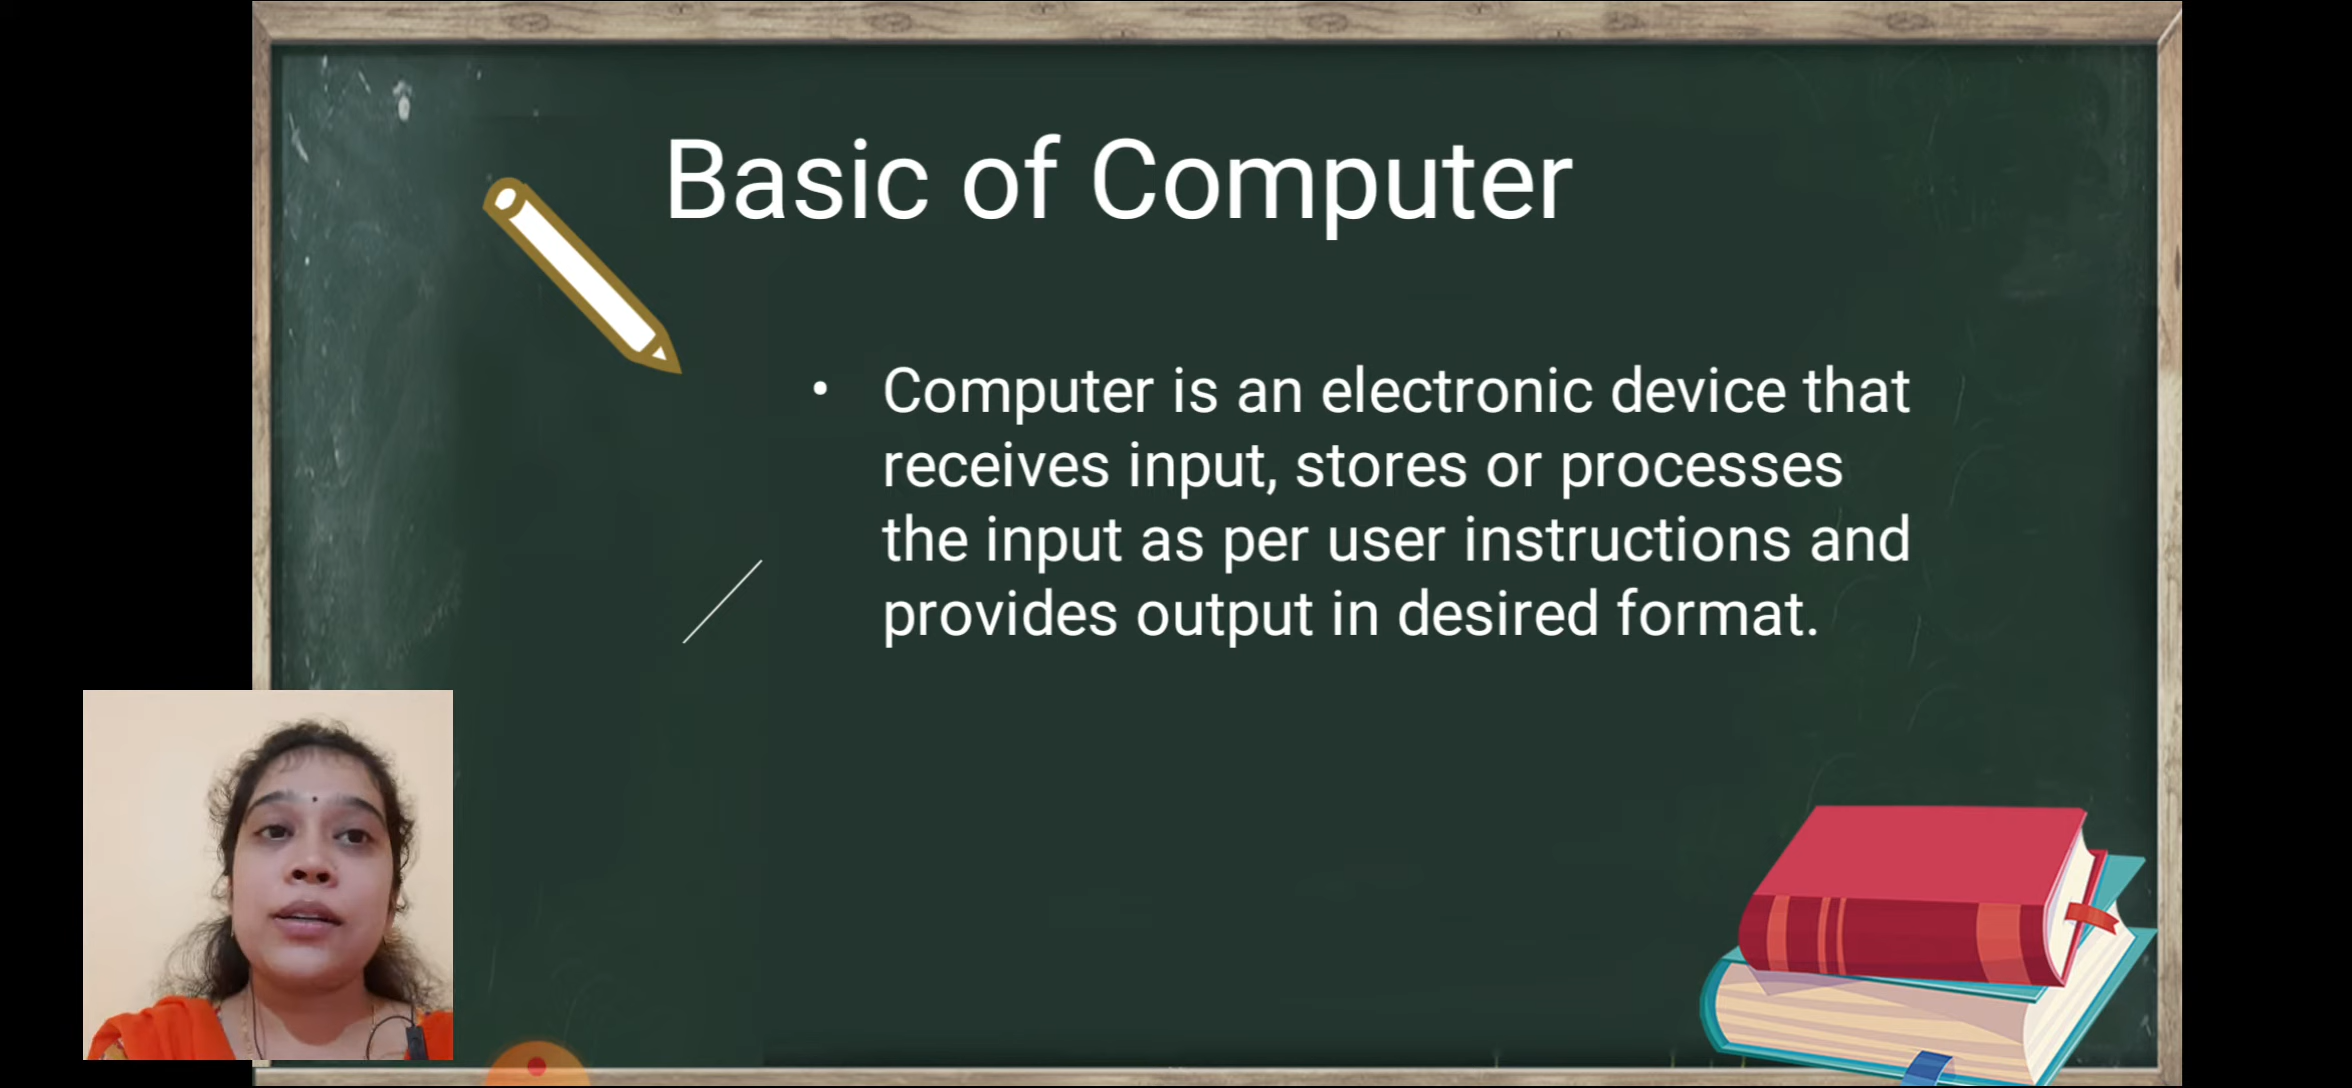 Basic of Computer
• Computer is an electronic device that
receives input, stores or processes
the input as per user instructions and
provides output in desired format.